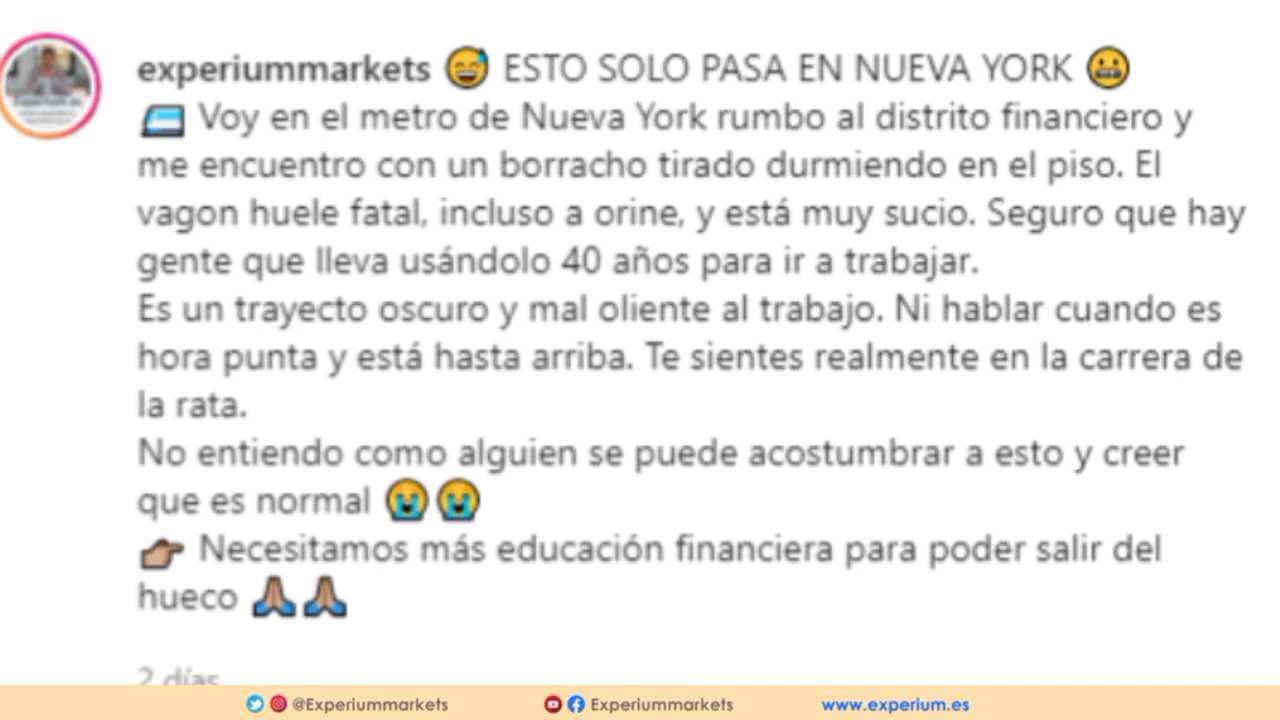 experiummarkets 😅 ESTO SOLO PASA EN NUEVA YORK 😬
🚈 Voy en el metro de Nueva York rumbo al distrito financiero y
me encuentro con un borracho tirado durmiendo en el piso. El
vagon huele fatal, incluso a orine, y está muy sucio. Seguro que hay
gente que lleva usándolo 40 años para ir a trabajar.
Es un trayecto oscuro y mal oliente al trabajo. Ni hablar cuando es
hora punta y está hasta arriba. Te sientes realmente en la carrera de
la rata.
No entiendo como alguien se puede acostumbrar a esto y creer
que es normal 😭😭
👉🏽 Necesitamos más educación financiera para poder salir del
hueco 🙏🏽🙏🏽
2 días
@Experiummarkets Experiummarkets www.experium.es